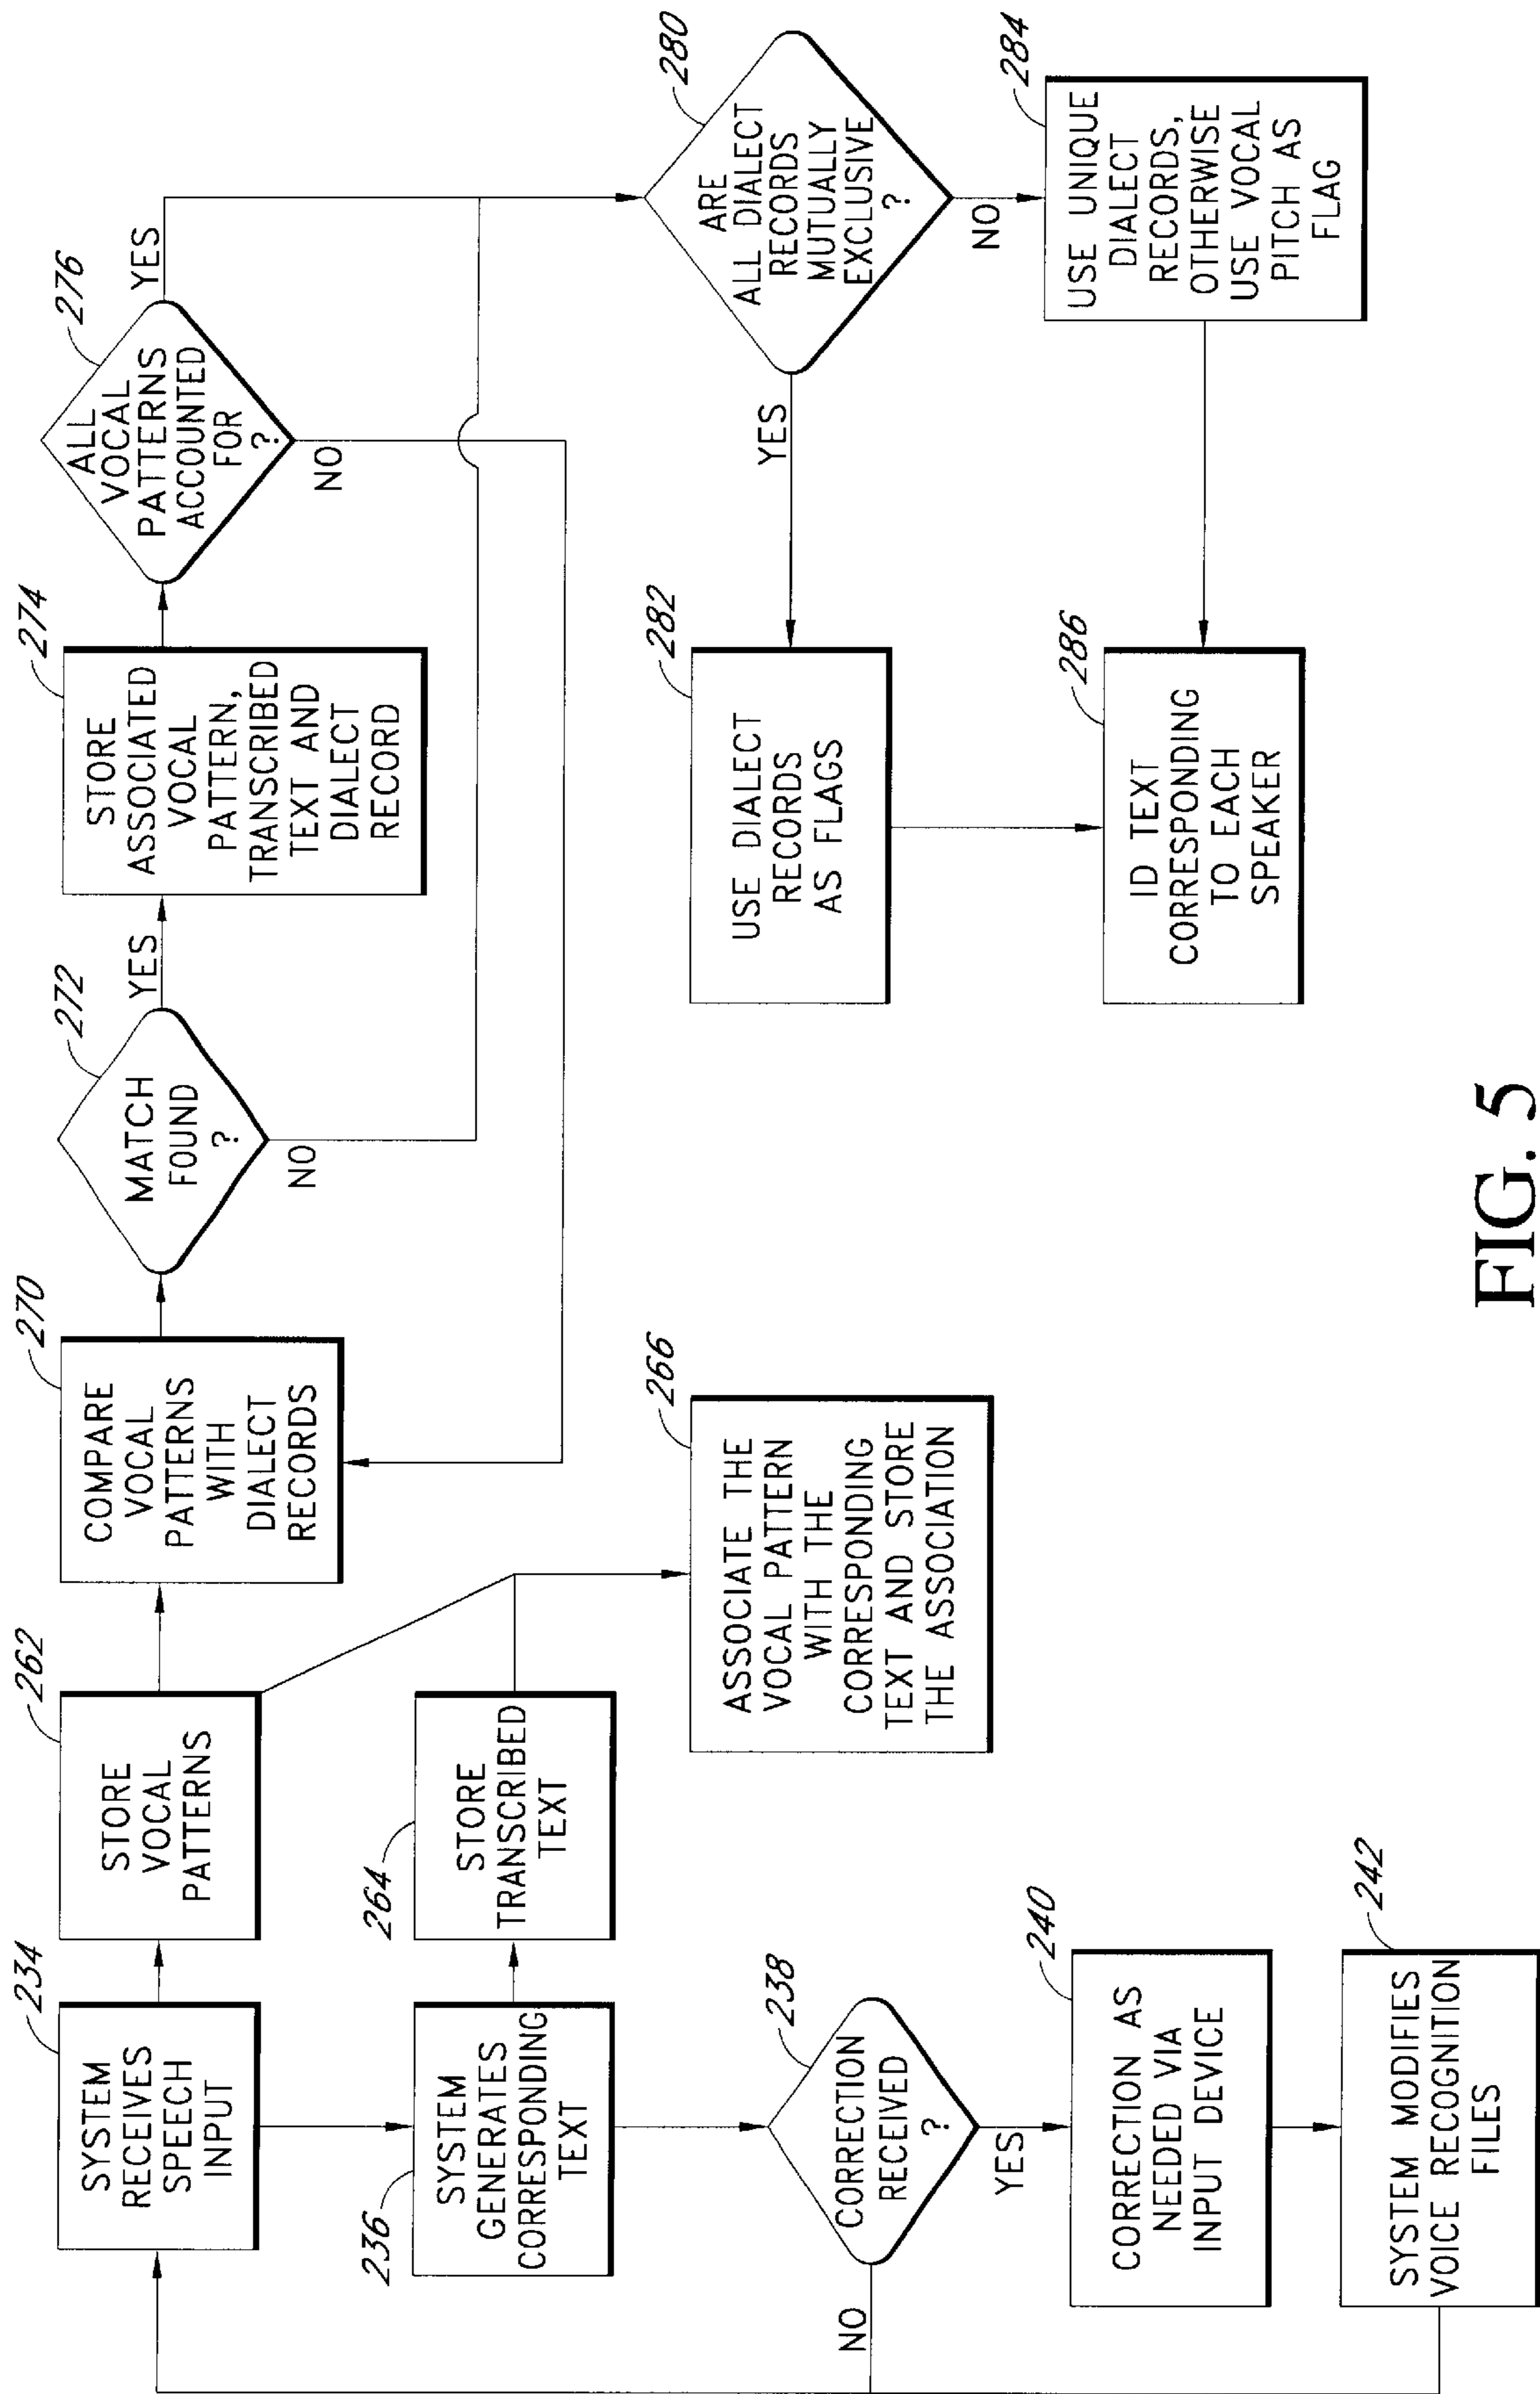 234
SYSTEM
RECEIVES
SPEECH
INPUT
262
STORE
VOCAL
PATTERNS
270
COMPARE
VOCAL
PATTERNS
WITH
DIALECT
RECORDS
272
MATCH
FOUND
?
YES
NO
274
STORE
ASSOCIATED
VOCAL
PATTERN,
TRANSCRIBED
TEXT AND
DIALECT
RECORD
276
ALL
VOCAL
PATTERNS
ACCOUNTED
FOR
?
YES
NO
236
SYSTEM
GENERATES
CORRESPONDING
TEXT
264
STORE
TRANSCRIBED
TEXT
266
ASSOCIATE THE
VOCAL PATTERN
WITH THE
CORRESPONDING
TEXT AND STORE
THE ASSOCIATION
238
CORRECTION
RECEIVED
?
NO
YES
240
CORRECTION AS
NEEDED VIA
INPUT DEVICE
242
SYSTEM MODIFIES
VOICE RECOGNITION
FILES
280
ARE
ALL DIALECT
RECORDS
MUTUALLY
EXCLUSIVE
?
YES
NO
282
USE DIALECT
RECORDS
AS FLAGS
284
USE UNIQUE
DIALECT
RECORDS,
OTHERWISE
USE VOCAL
PITCH AS
FLAG
286
ID TEXT
CORRESPONDING
TO EACH
SPEAKER
FIG. 5